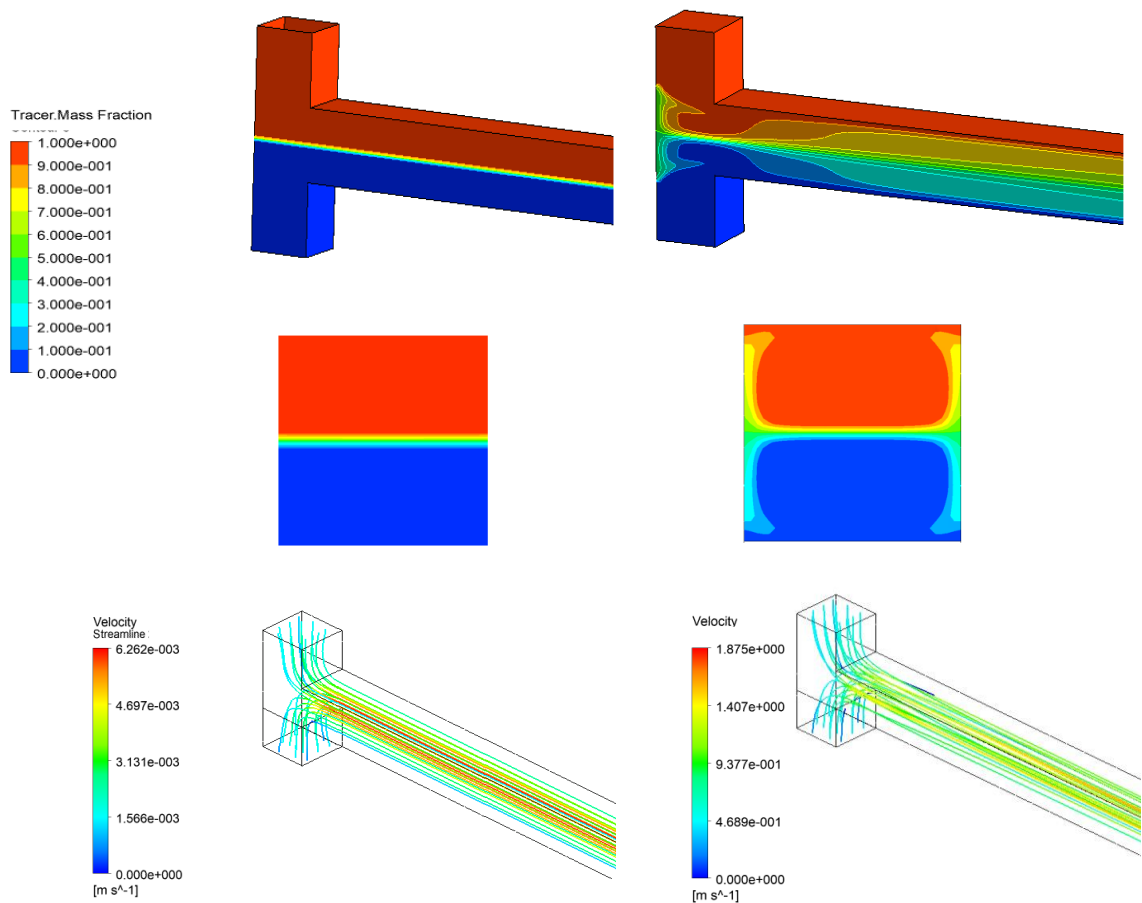 Tracer.Mass Fraction
1.000e+000
9.000e-001
8.000e-001
7.000e-001
6.000e-001
5.000e-001
4.000e-001
3.000e-001
2.000e-001
1.000e-001
0.000e+000
Velocity
Streamline
6.262e-003
4.697e-003
3.131e-003
1.566e-003
0.000e+000
[m s^-1]
Velocity
1.875e+000
1.407e+000
9.377e-001
4.689e-001
0.000e+000
[m s^-1]